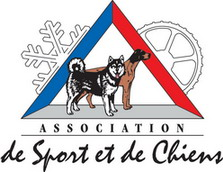 ASSOCIATION
de Sport et de Chiens